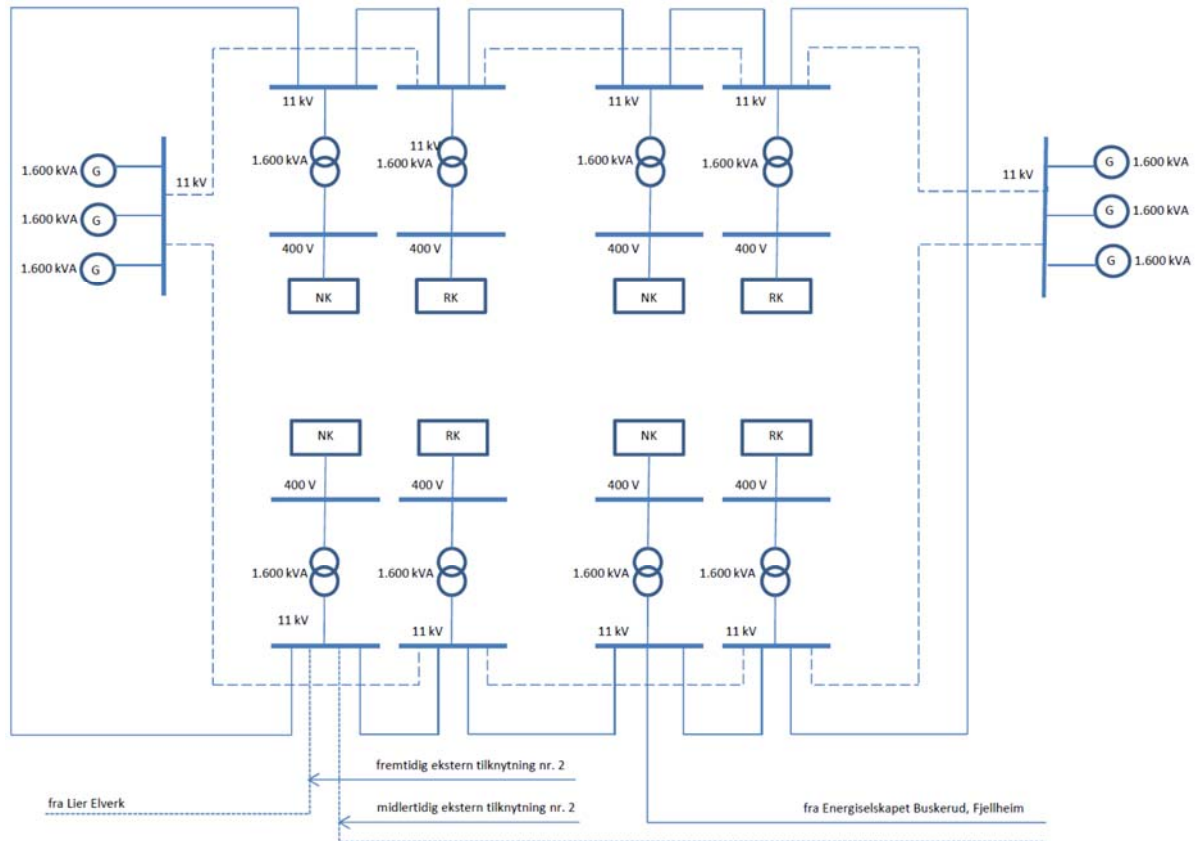 11 kV
11 kV
11 kV
11 kV
11 kV
1.600 kVA
1.600 kVA
1.600 kVA
1.600 kVA
1.600 kVA
G
11 kV
1.600 kVA
G
1.600 kVA
G
11 kV
G
1.600 kVA
G
1.600 kVA
G
1.600 kVA
400 V
400 V
400 V
400 V
NK
RK
NK
RK
NK
RK
NK
RK
400 V
400 V
400 V
400 V
1.600 kVA
1.600 kVA
1.600 kVA
1.600 kVA
11 kV
11 kV
11 kV
11 kV
fremtidig ekstern tilknytning nr. 2
fra Lier Elverk
midlertidig ekstern tilknytning nr. 2
fra Energiselskapet Buskerud, Fjellheim